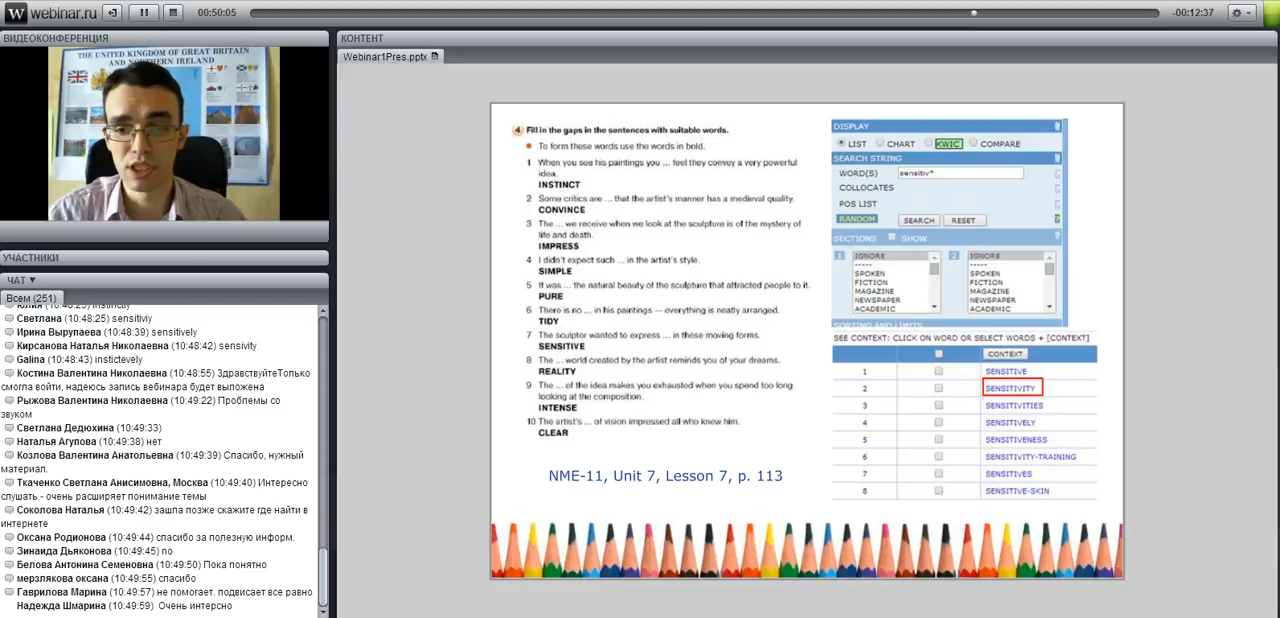 webinar.ru
00:50:05
-00:12:37
ВИДЕОКОНФЕРЕНЦИЯ
THE UNITED KINGDOM OF GREAT BRITAIN
AND NORTHERN IRELAND
УЧАСТНИКИ
ЧАТ
Всем (251)
Светлана (10:48:25) sensitiviy
Ирина Вырупаева (10:48:39) sensitively
Кирсанова Наталья Николаевна (10:48:42) sensivity
Galina (10:48:43) instictevely
Костина Валентина Николаевна (10:48:55) ЗдравствуйтеТолько
смогла войти, надеюсь запись вебинара будет выложена
Рыжова Валентина Николаевна (10:49:22) Проблемы со
звуком
Светлана Дедюхина (10:49:33)
Наталья Агупова (10:49:38) нет
Козлова Валентина Анатольевна (10:49:39) Спасибо, нужный
материал.
Ткаченко Светлана Анисимовна, Москва (10:49:40) Интересно
слушать - очень расширяет понимание темы
Соколова Наталья (10:49:42) зашла позже скажите где найти в
интернете
Оксана Родионова (10:49:44) спасибо за полезную информ.
Зинаида Дьяконова (10:49:45) no
Белова Антонина Семеновна (10:49:50) Пока понятно
мерзлякова оксана (10:49:55) спасибо
Гаврилова Марина (10:49:57) не помогает. подвисает все равно
Надежда Шмарина (10:49:59) Очень интерсно
КОНТЕНТ
Webinar1Pres.pptx
4 Fill in the gaps in the sentences with suitable words.
• To form these words use the words in bold.
1 When you see his paintings you ... feel they convey a very powerful
idea.
INSTINCT
2 Some critics are ... that the artist's manner has a medieval quality.
CONVINCE
3 The ... we receive when we look at the sculpture is of the mystery of
life and death.
IMPRESS
4 I didn't expect such ... in the artist's style.
SIMPLE
5 It was ... the natural beauty of the sculpture that attracted people to it.
PURE
6 There is no ... in his paintings — everything is neatly arranged.
TIDY
7 The sculptor wanted to express ... in these moving forms.
SENSITIVE
8 The ... world created by the artist reminds you of your dreams.
REALITY
9 The ... of the idea makes you exhausted when you spend too long
looking at the composition.
INTENSE
10 The artist's ... of vision impressed all who knew him.
CLEAR
NME-11, Unit 7, Lesson 7, p. 113
DISPLAY ?
LIST CHART KWIC COMPARE
SEARCH STRING ?
WORD(S) sensitiv*
COLLOCATES
POS LIST
RANDOM SEARCH RESET
SECTIONS SHOW ?
1 IGNORE 2 IGNORE
----- -----
SPOKEN SPOKEN
FICTION FICTION
MAGAZINE MAGAZINE
NEWSPAPER NEWSPAPER
ACADEMIC ACADEMIC
SORTING AND LIMITS
SEE CONTEXT: CLICK ON WORD OR SELECT WORDS + [CONTEXT]
CONTEXT
1 SENSITIVE
2 SENSITIVITY
3 SENSITIVITIES
4 SENSITIVELY
5 SENSITIVENESS
6 SENSITIVITY-TRAINING
7 SENSITIVES
8 SENSITIVE-SKIN